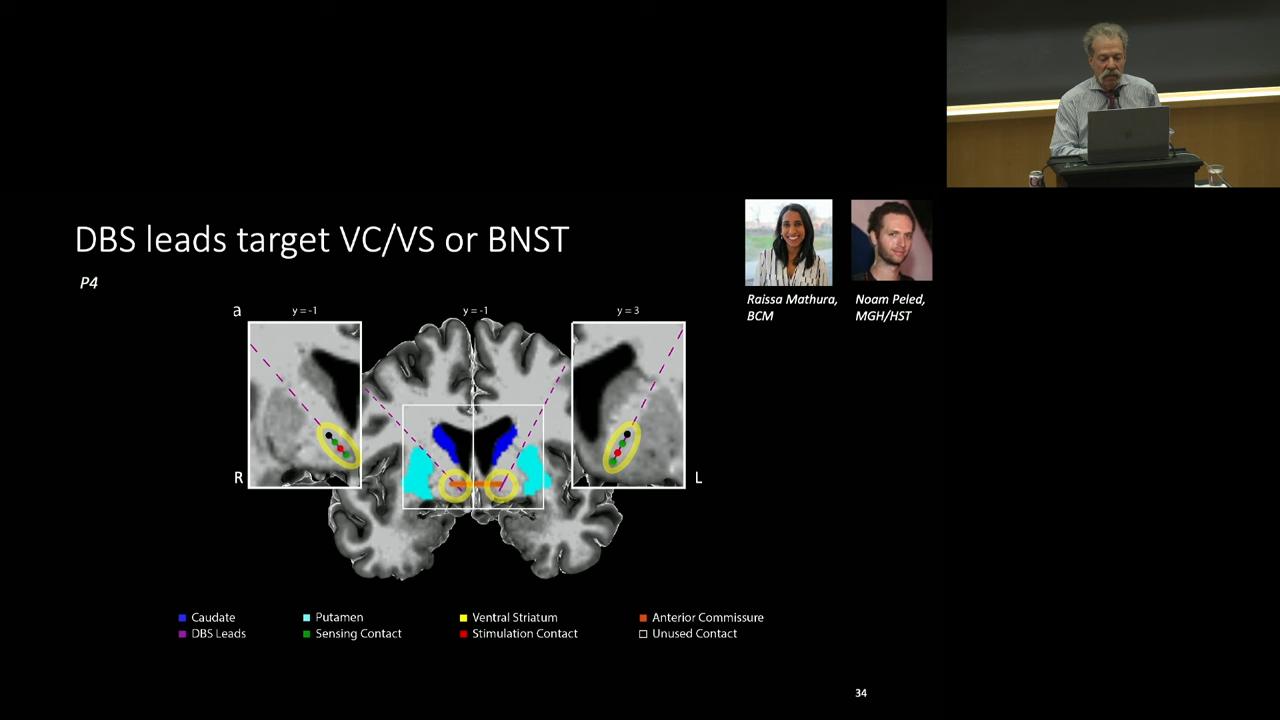 DBS leads target VC/VS or BNST
P4
Raissa Mathura,
BCM
Noam Peled,
MGH/HST
a
y = -1
y = -1
y = 3
R
L
Caudate
Putamen
Ventral Striatum
Anterior Commissure
DBS Leads
Sensing Contact
Stimulation Contact
Unused Contact
34